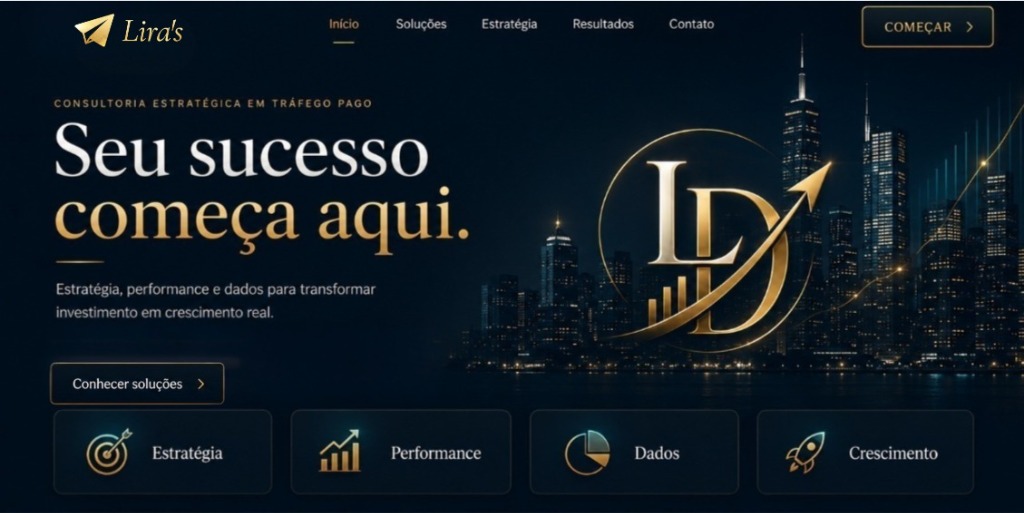 Lira's
Início
Soluções
Estratégia
Resultados
Contato
COMEÇAR
CONSULTORIA ESTRATÉGICA EM TRÁFEGO PAGO
Seu sucesso
começa aqui.
Estratégia, performance e dados para transformar
investimento em crescimento real.
LD
Conhecer soluções
Estratégia
Performance
Dados
Crescimento